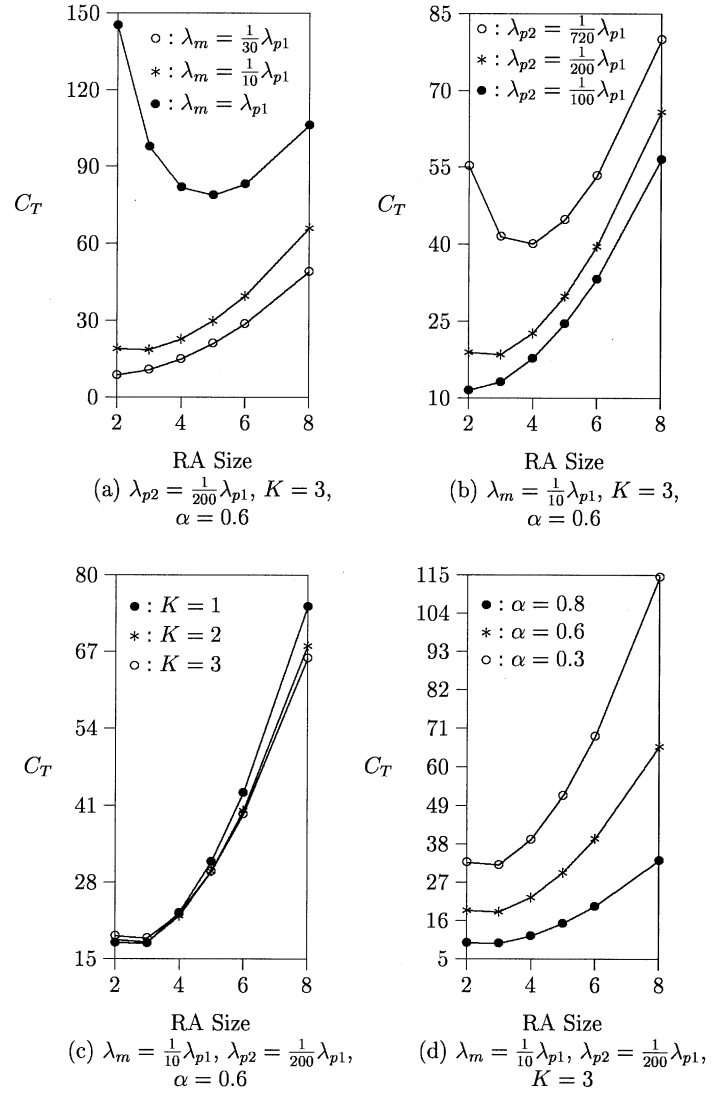 150
120
90
60
30
0
C_T
○ : λ_m = 1/30 λ_p1
* : λ_m = 1/10 λ_p1
● : λ_m = λ_p1
2 4 6 8
RA Size
(a) λ_p2 = 1/200 λ_p1, K = 3,
α = 0.6
85
70
55
40
25
10
C_T
○ : λ_p2 = 1/720 λ_p1
* : λ_p2 = 1/200 λ_p1
● : λ_p2 = 1/100 λ_p1
2 4 6 8
RA Size
(b) λ_m = 1/10 λ_p1, K = 3,
α = 0.6
80
67
54
41
28
15
C_T
● : K = 1
* : K = 2
○ : K = 3
2 4 6 8
RA Size
(c) λ_m = 1/10 λ_p1, λ_p2 = 1/200 λ_p1,
α = 0.6
115
104
93
82
71
60
49
38
27
16
5
C_T
● : α = 0.8
* : α = 0.6
○ : α = 0.3
2 4 6 8
RA Size
(d) λ_m = 1/10 λ_p1, λ_p2 = 1/200 λ_p1,
K = 3